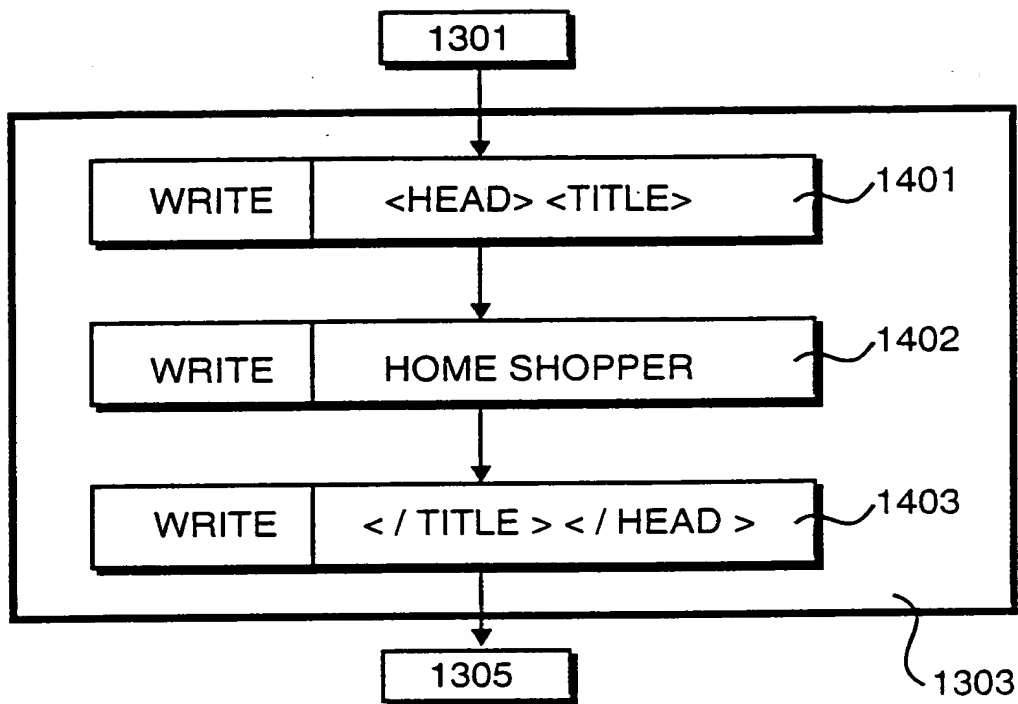 1301
WRITE <HEAD> <TITLE> 1401
WRITE HOME SHOPPER 1402
WRITE < / TITLE > < / HEAD > 1403
1303
1305